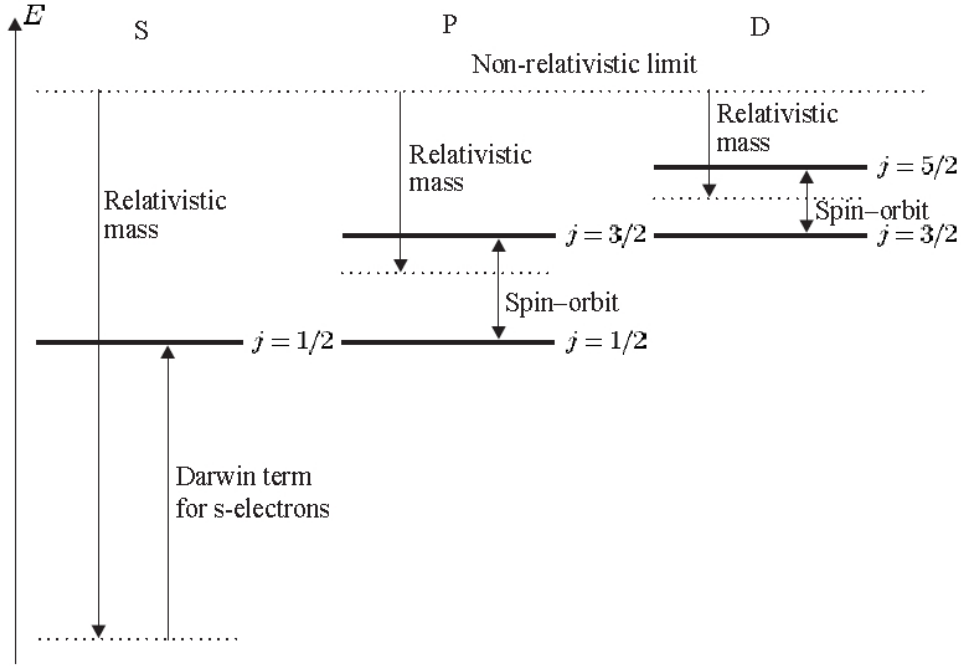 E
S
P
D
Non-relativistic limit
Relativistic
mass
Relativistic
mass
Relativistic
mass
j = 5/2
Spin–orbit
j = 3/2
j = 3/2
Spin–orbit
j = 1/2
j = 1/2
Darwin term
for s-electrons